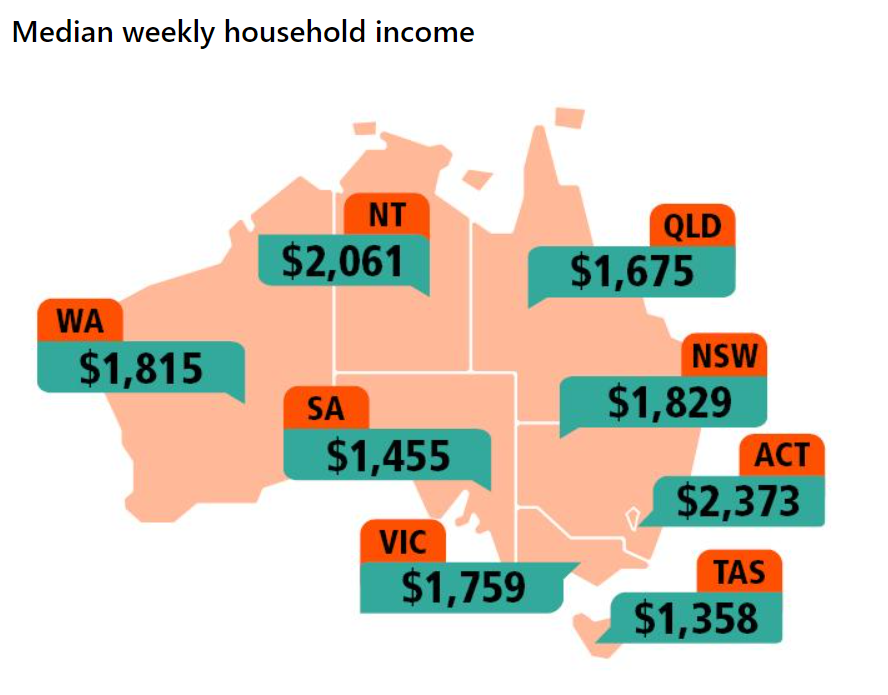 Median weekly household income
NT
$2,061
QLD
$1,675
WA
$1,815
NSW
$1,829
SA
$1,455
ACT
$2,373
VIC
$1,759
TAS
$1,358